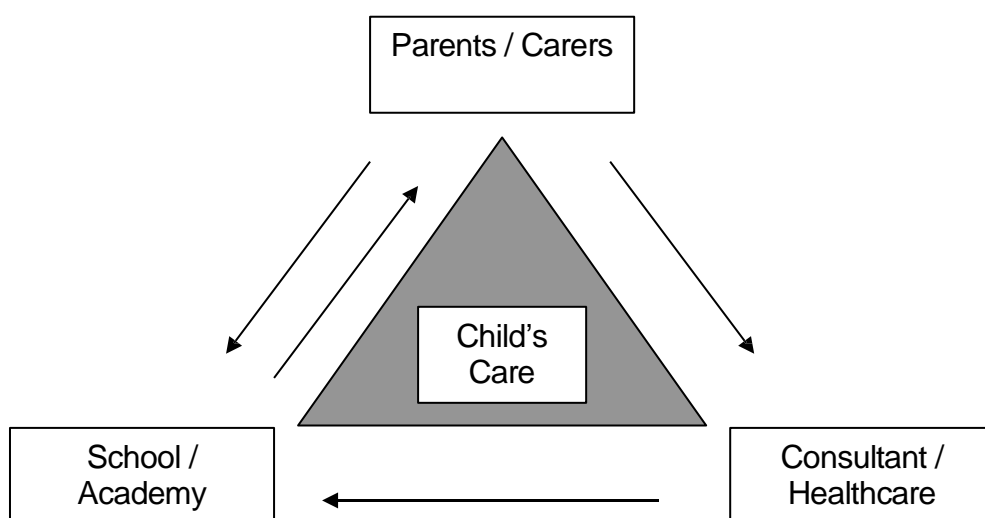 Parents / Carers
Child’s
Care
School /
Academy
Consultant /
Healthcare